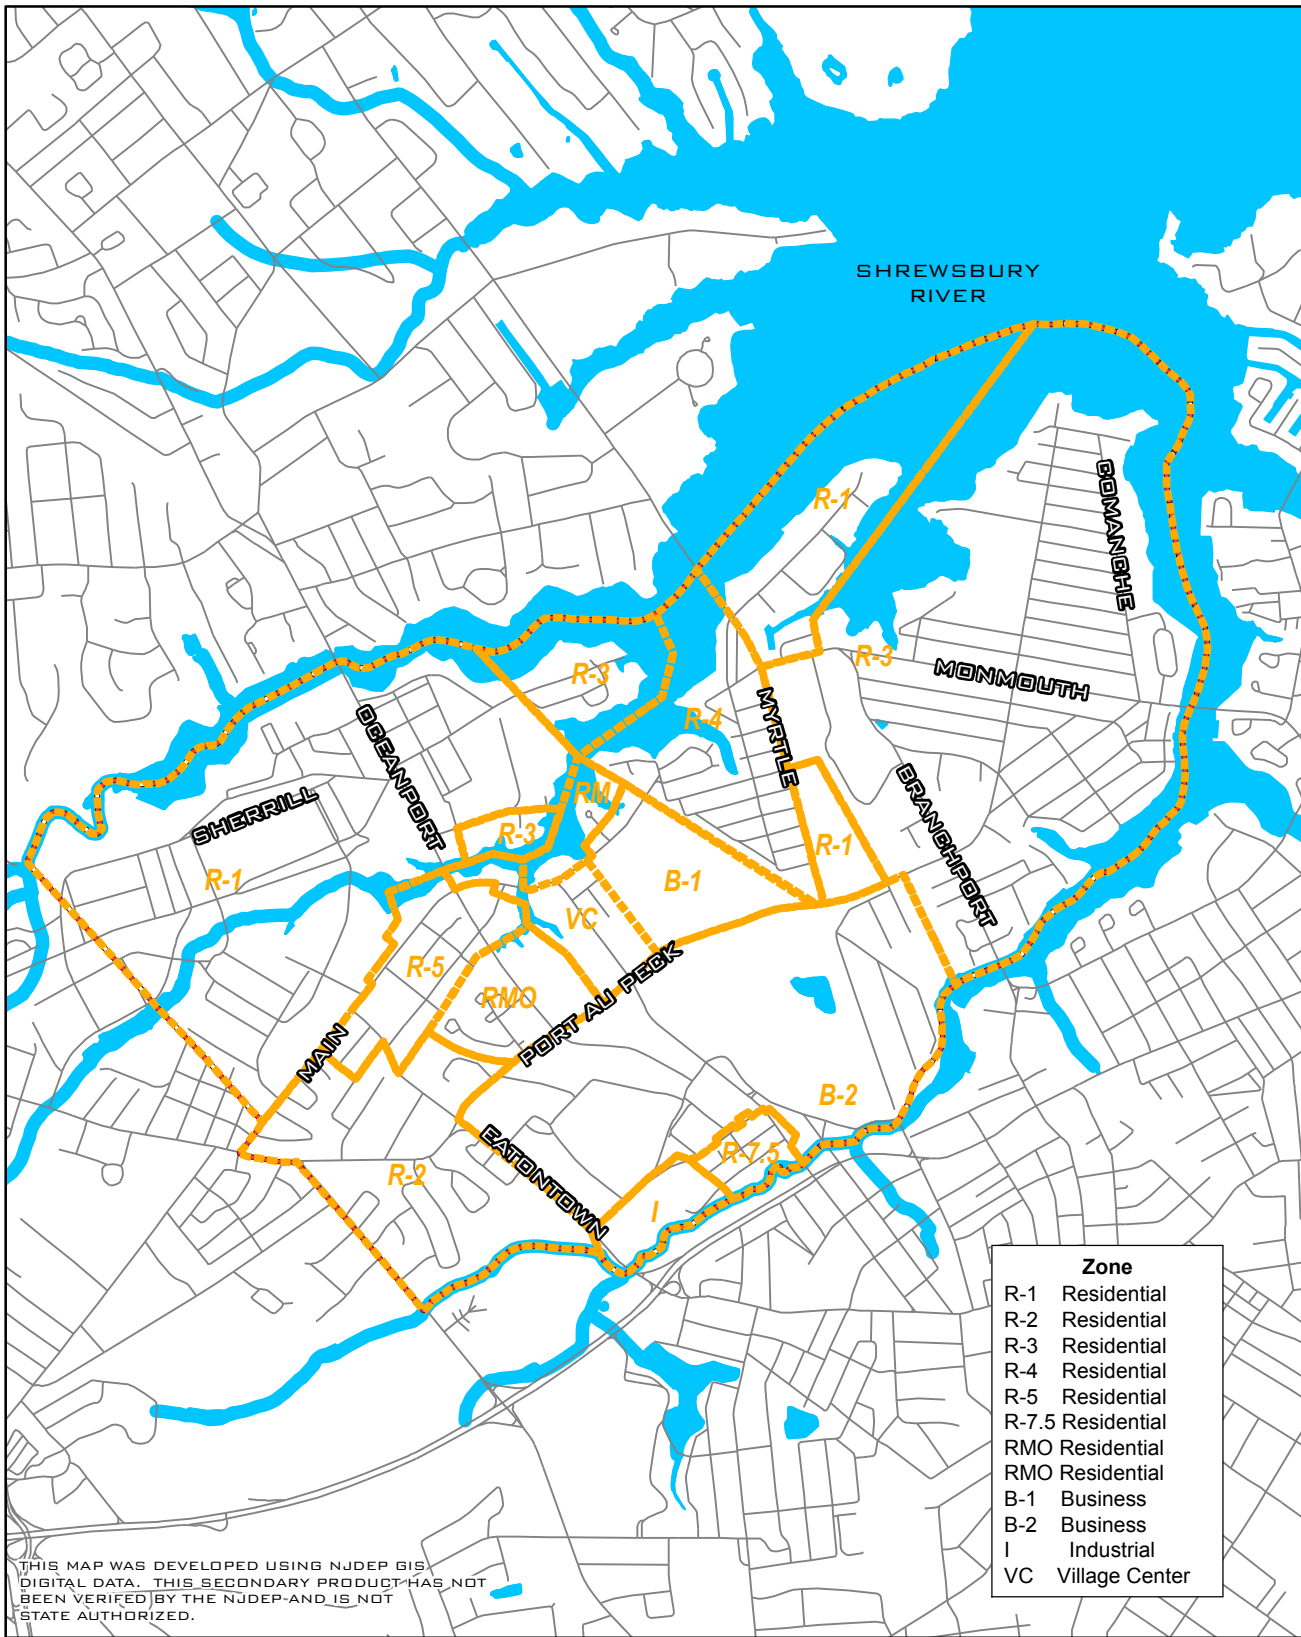 SHREWSBURY
RIVER
R-1
COMANCHE
R-3
MONMOUTH
R-3
R-4
MYRTLE
OCEANPORT
BRANCHPORT
SHERRILL
RM
R-3
R-1
R-1
B-1
VC
R-5
RMO
PORT AU PECK
MAIN
B-2
EATONTOWN
R-7.5
R-2
I
Zone
R-1 Residential
R-2 Residential
R-3 Residential
R-4 Residential
R-5 Residential
R-7.5 Residential
RMO Residential
RMO Residential
B-1 Business
B-2 Business
I Industrial
VC Village Center
THIS MAP WAS DEVELOPED USING NJDEP GIS
DIGITAL DATA. THIS SECONDARY PRODUCT HAS NOT
BEEN VERIFED BY THE NJDEP AND IS NOT
STATE AUTHORIZED.